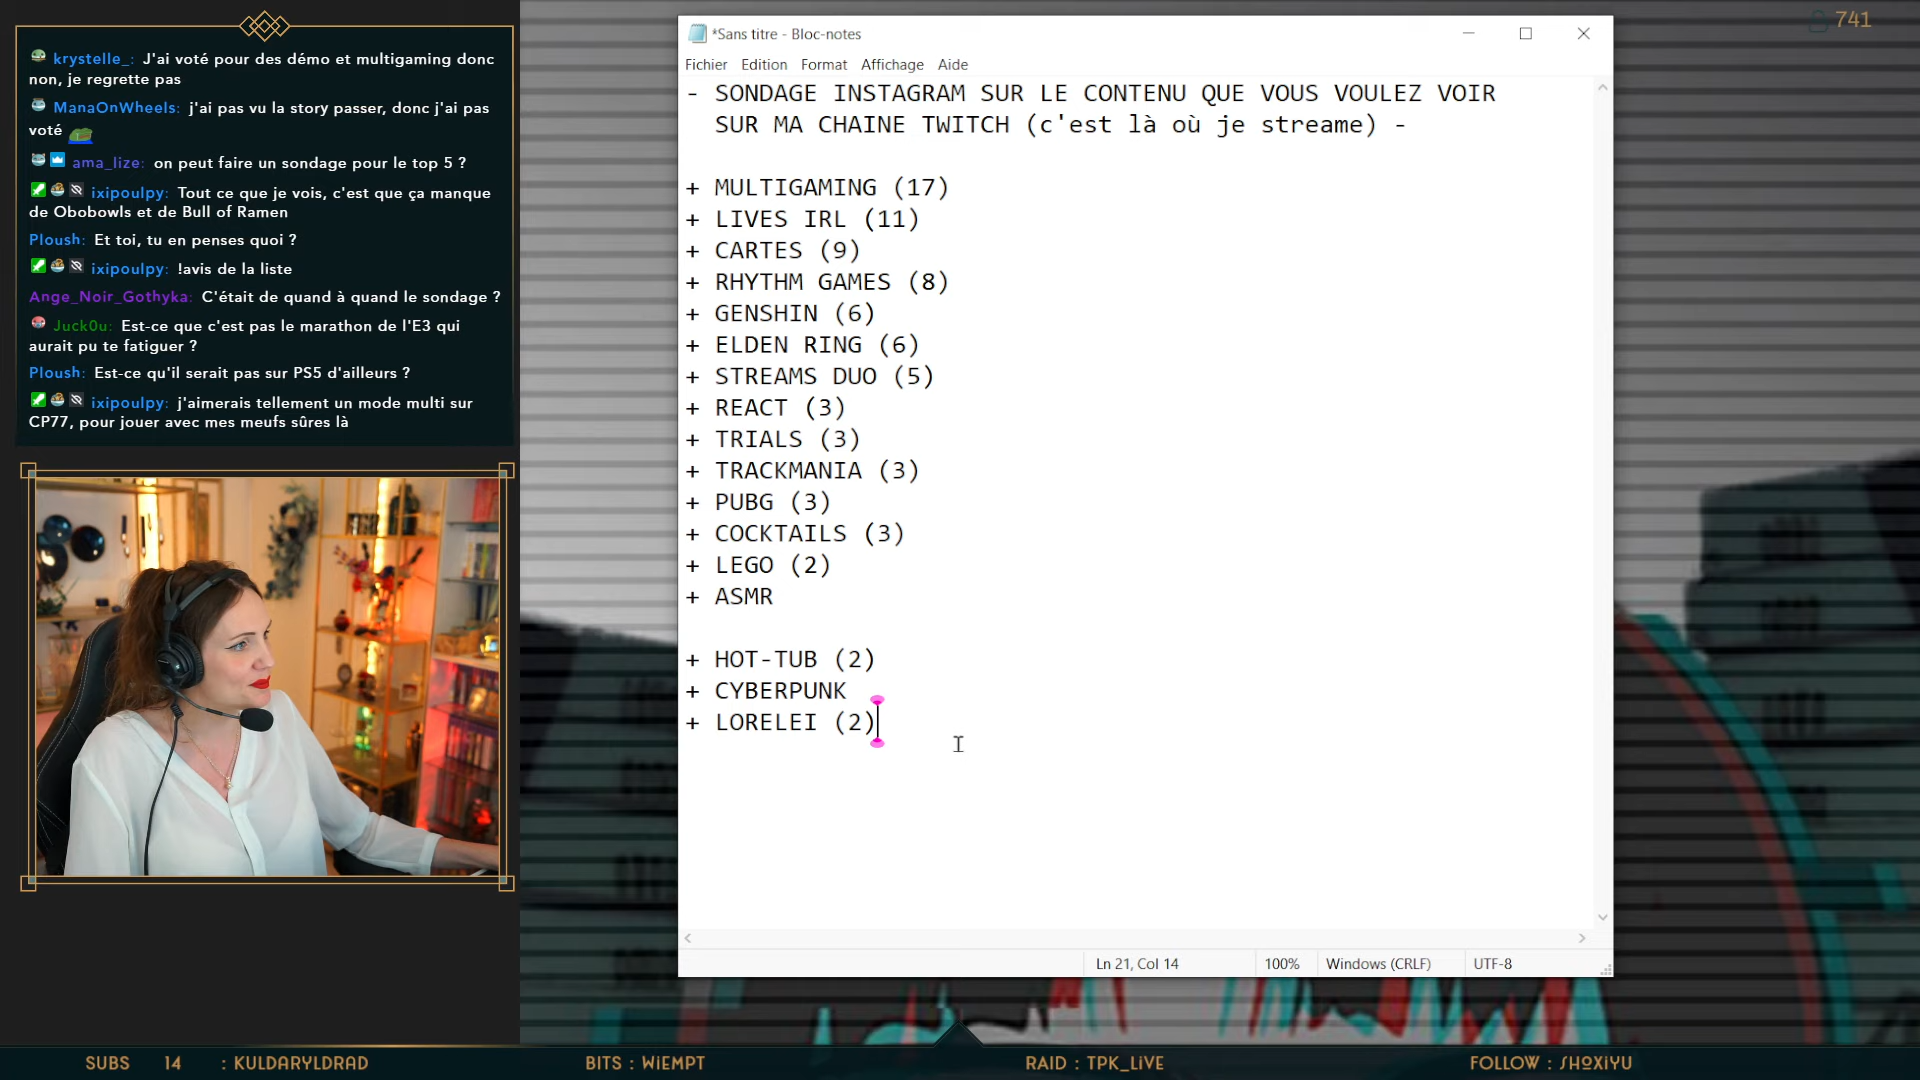 krystelle_: J'ai voté pour des démo et multigaming donc
non, je regrette pas
ManaOnWheels: j'ai pas vu la story passer, donc j'ai pas
voté
ama_lize: on peut faire un sondage pour le top 5 ?
ixipoulpy: Tout ce que je vois, c'est que ça manque
de Obobowls et de Bull of Ramen
Ploush: Et toi, tu en penses quoi ?
ixipoulpy: !avis de la liste
Ange_Noir_Gothyka: C'était de quand à quand le sondage ?
Juck0u: Est-ce que c'est pas le marathon de l'E3 qui
aurait pu te fatiguer ?
Ploush: Est-ce qu'il serait pas sur PS5 d'ailleurs ?
ixipoulpy: j'aimerais tellement un mode multi sur
CP77, pour jouer avec mes meufs sûres là
*Sans titre - Bloc-notes
Fichier Edition Format Affichage Aide
- SONDAGE INSTAGRAM SUR LE CONTENU QUE VOUS VOULEZ VOIR
SUR MA CHAINE TWITCH (c'est là où je streame) -
+ MULTIGAMING (17)
+ LIVES IRL (11)
+ CARTES (9)
+ RHYTHM GAMES (8)
+ GENSHIN (6)
+ ELDEN RING (6)
+ STREAMS DUO (5)
+ REACT (3)
+ TRIALS (3)
+ TRACKMANIA (3)
+ PUBG (3)
+ COCKTAILS (3)
+ LEGO (2)
+ ASMR
+ HOT-TUB (2)
+ CYBERPUNK
+ LORELEI (2)
Ln 21, Col 14 100% Windows (CRLF) UTF-8
741
SUBS 14 : KULDARYLDRAD BITS : WIEMPT RAID : TPK_LIVE FOLLOW : SHOXIYU